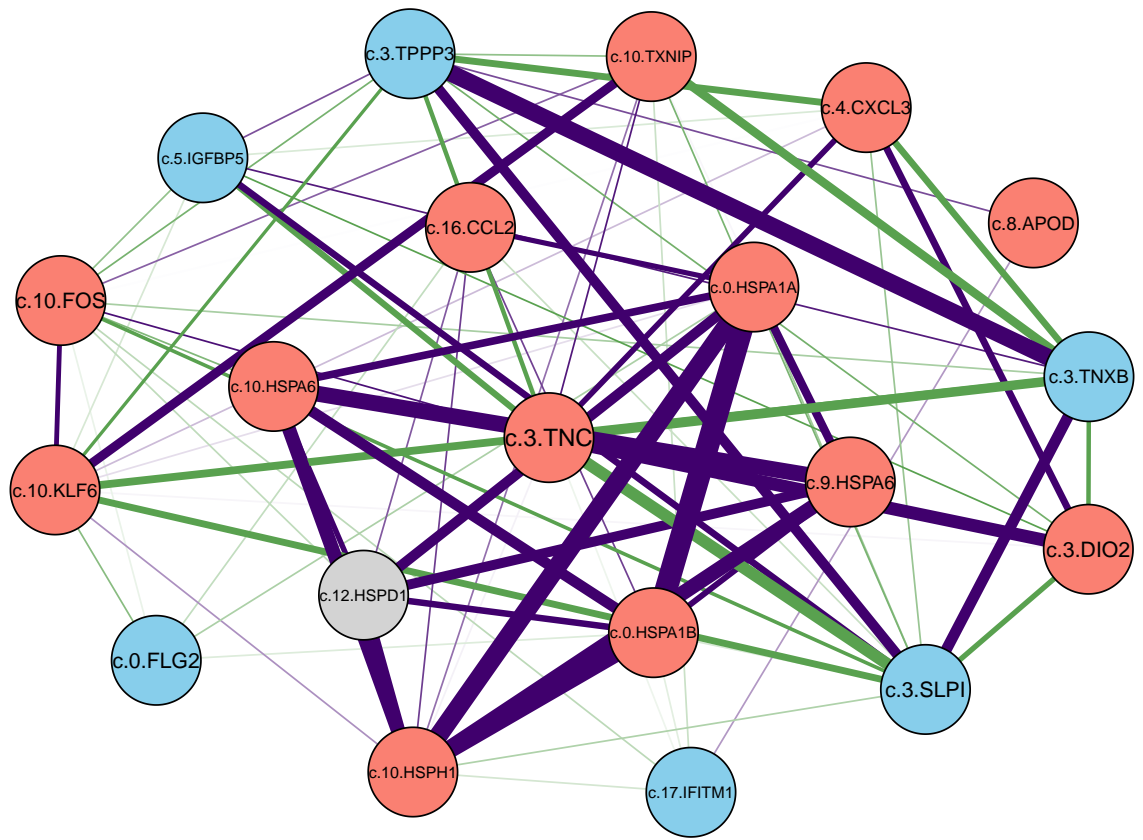 c.3.TPPP3
c.10.TXNIP
c.4.CXCL3
c.5.IGFBP5
c.16.CCL2
c.8.APOD
c.10.FOS
c.0.HSPA1A
c.10.HSPA6
c.3.TNXB
c.3.TNC
c.9.HSPA6
c.10.KLF6
c.3.DIO2
c.12.HSPD1
c.0.HSPA1B
c.0.FLG2
c.3.SLPI
c.10.HSPH1
c.17.IFITM1